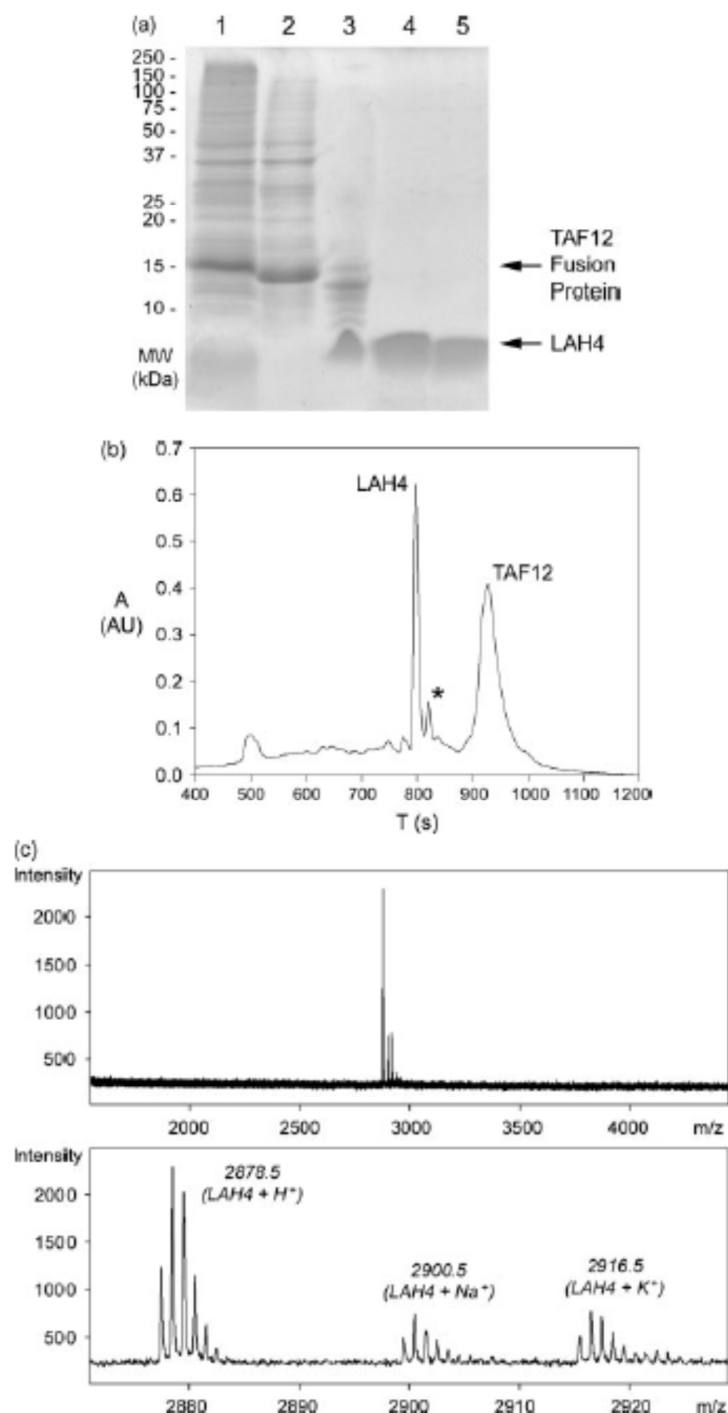 (a)
1 2 3 4 5
250 -
150 -
100 -
75 -
50 -
37 -
25 -
20 -
15 -
10 -
MW
(kDa)
TAF12
Fusion
Protein
LAH4
(b)
0.7
0.6
0.5
0.4
0.3
0.2
0.1
0.0
A
(AU)
LAH4
*
TAF12
400 500 600 700 800 900 1000 1100 1200
T (s)
(c)
Intensity
2000
1500
1000
500
2000 2500 3000 3500 4000 m/z
Intensity
2000
1500
1000
500
2878.5
(LAH4 + H⁺)
2900.5
(LAH4 + Na⁺)
2916.5
(LAH4 + K⁺)
2880 2890 2900 2910 2920 m/z